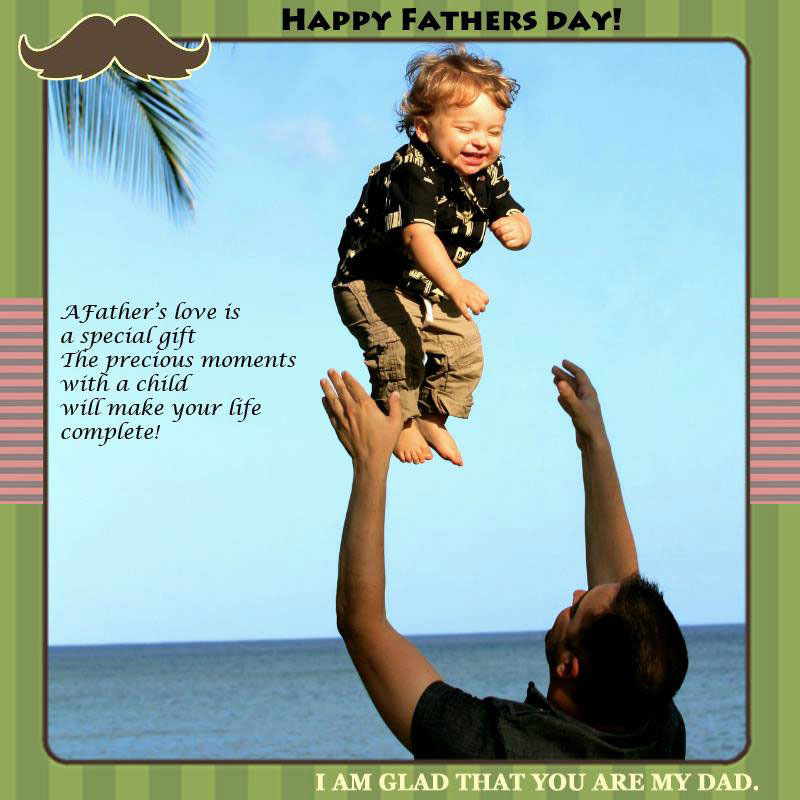 HAPPY FATHERS DAY!
AFather's love is
a special gift
The precious moments
with a child
will make your life
complete!
I AM GLAD THAT YOU ARE MY DAD.